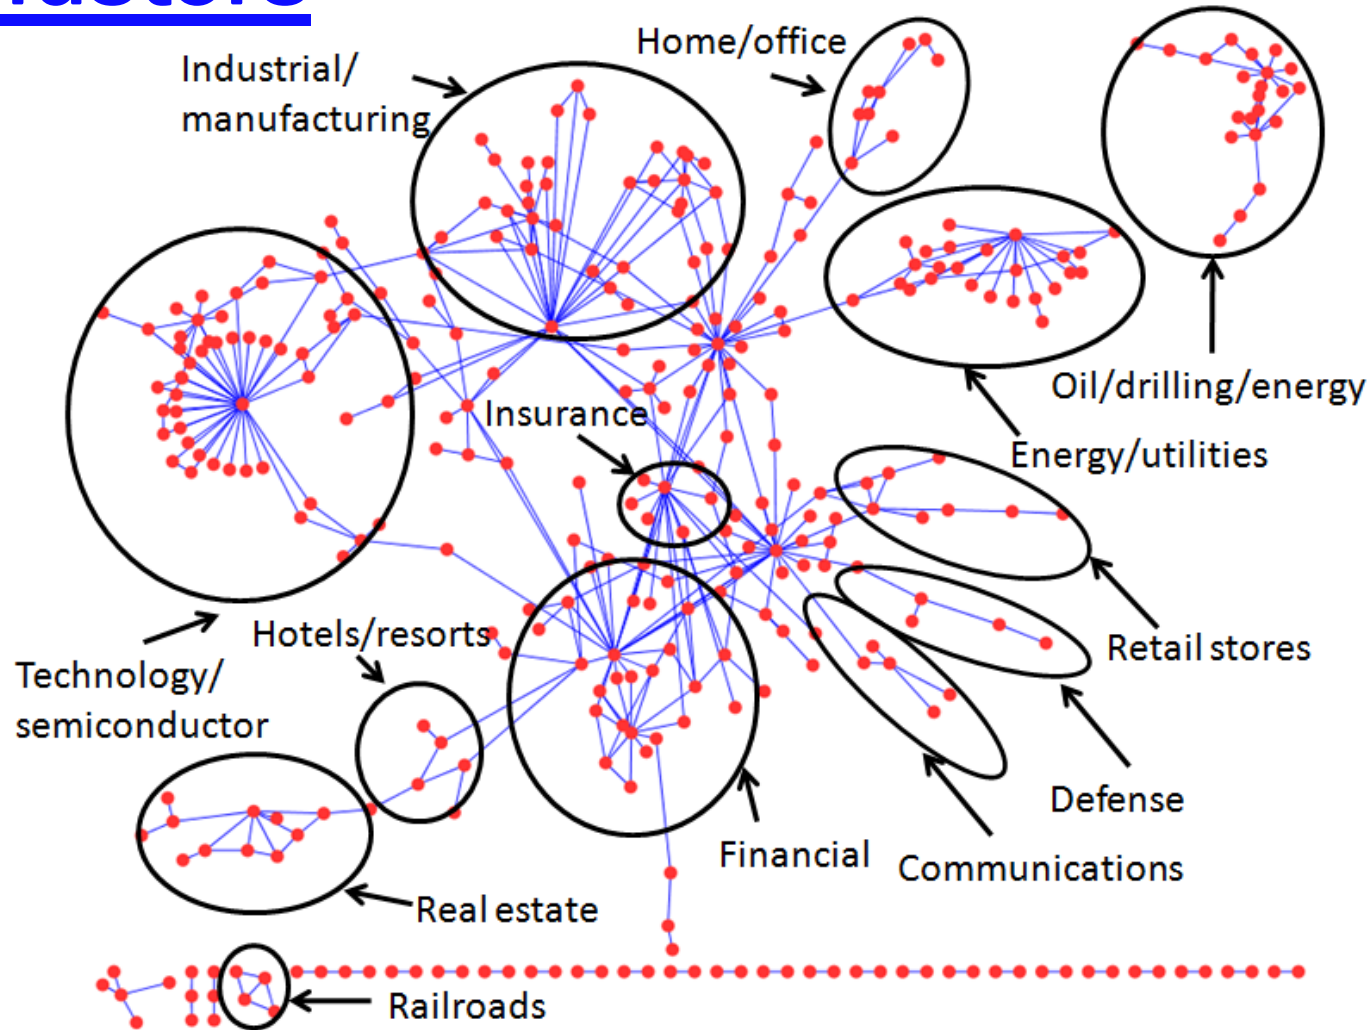 Home/office
Industrial/
manufacturing
Oil/drilling/energy
Insurance
Energy/utilities
Hotels/resorts
Retail stores
Technology/
semiconductor
Defense
Financial
Communications
Real estate
Railroads